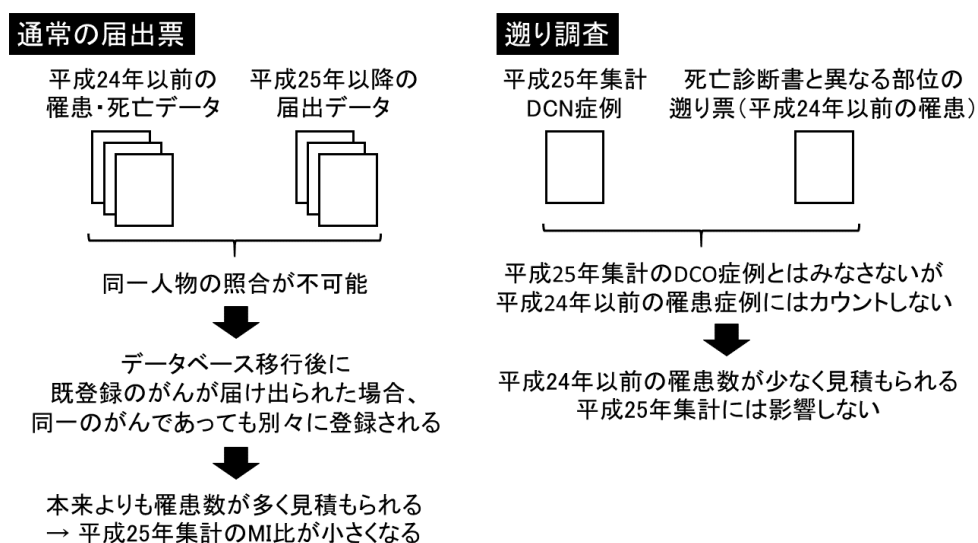 通常の届出票
平成24年以前の
罹患・死亡データ
平成25年以降の
届出データ
同一人物の照合が不可能
データベース移行後に
既登録のがんが届け出られた場合、
同一のがんであっても別々に登録される
本来よりも罹患数が多く見積もられる
→ 平成25年集計のMI比が小さくなる
遡り調査
平成25年集計
DCN症例
死亡診断書と異なる部位の
遡り票(平成24年以前の罹患)
平成25年集計のDCO症例とはみなさないが
平成24年以前の罹患症例にはカウントしない
平成24年以前の罹患数が少なく見積もられる
平成25年集計には影響しない